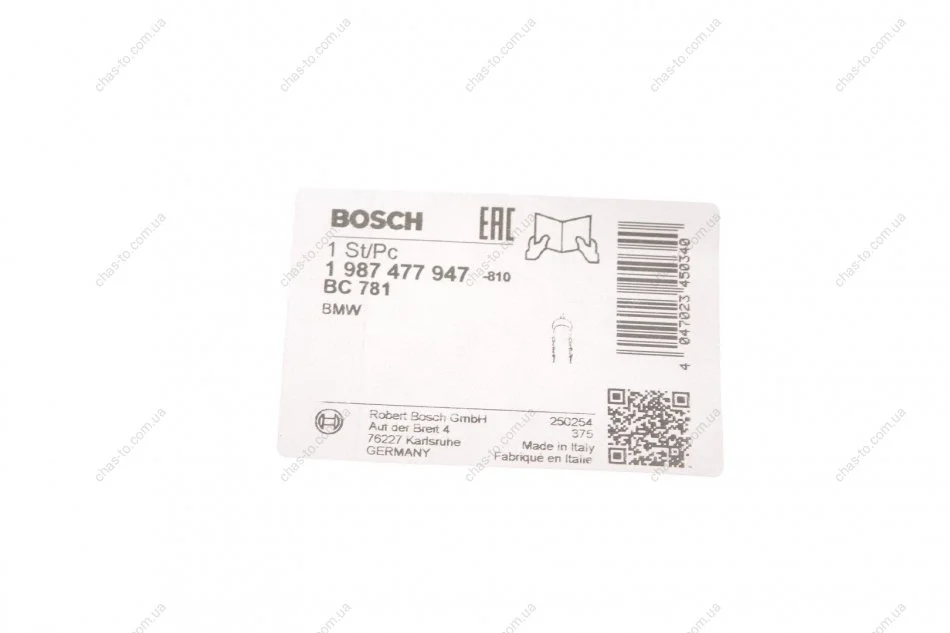 BOSCH
EAC
1 St/Pc
1 987 477 947 -810
BC 781
BMW
4 047023 450340
Robert Bosch GmbH
Auf der Breit 4
76227 Karlsruhe
GERMANY
250254
375
Made in Italy
Fabriqué en Italie
chas-to.com.ua